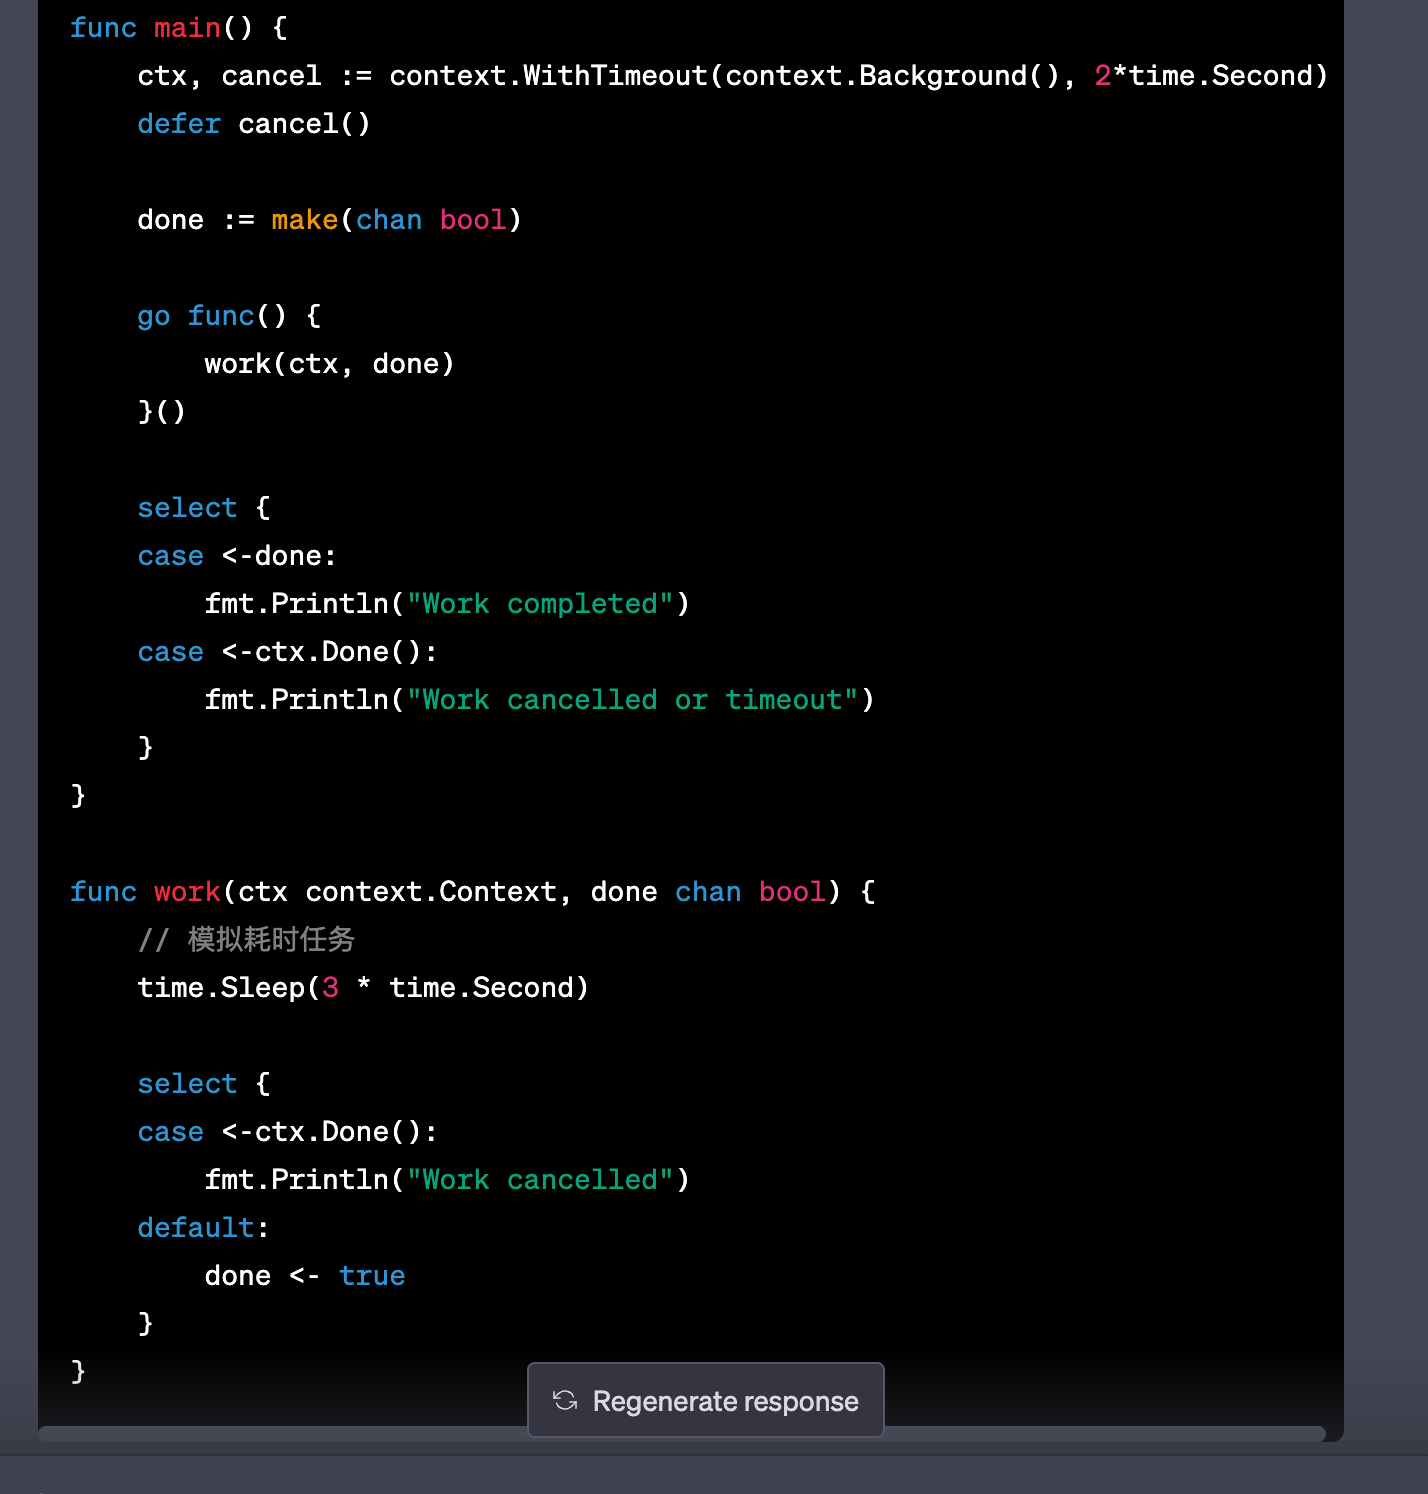 func main() {
    ctx, cancel := context.WithTimeout(context.Background(), 2*time.Second)
    defer cancel()

    done := make(chan bool)

    go func() {
        work(ctx, done)
    }()

    select {
    case <-done:
        fmt.Println("Work completed")
    case <-ctx.Done():
        fmt.Println("Work cancelled or timeout")
    }
}

func work(ctx context.Context, done chan bool) {
    // 模拟耗时任务
    time.Sleep(3 * time.Second)

    select {
    case <-ctx.Done():
        fmt.Println("Work cancelled")
    default:
        done <- true
    }
}
Regenerate response